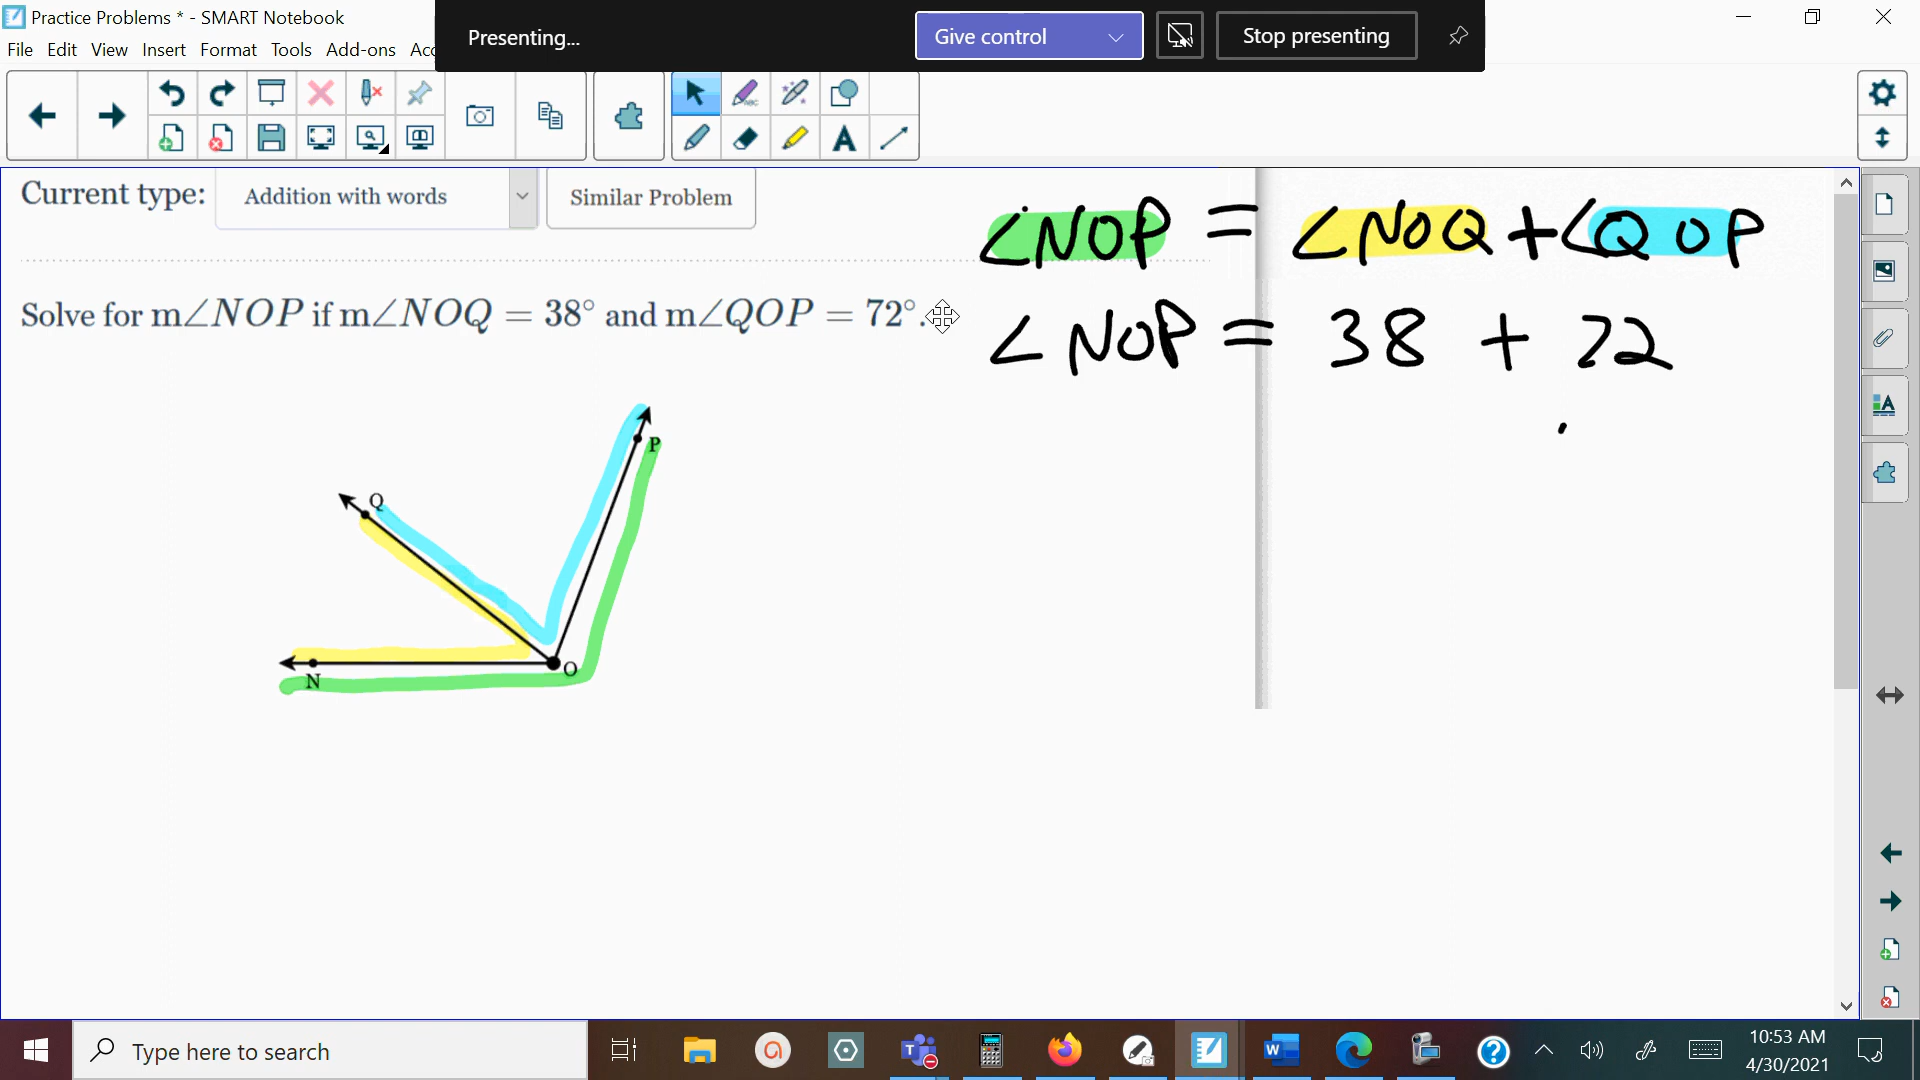 Practice Problems * - SMART Notebook
Presenting...
Give control
Stop presenting
File Edit View Insert Format Tools Add-ons
Current type: Addition with words Similar Problem
∠NOP = ∠NOQ + ∠QOP
Solve for m∠NOP if m∠NOQ = 38° and m∠QOP = 72°.
∠NOP = 38 + 72
P
Q
O
N
Type here to search
10:53 AM
4/30/2021